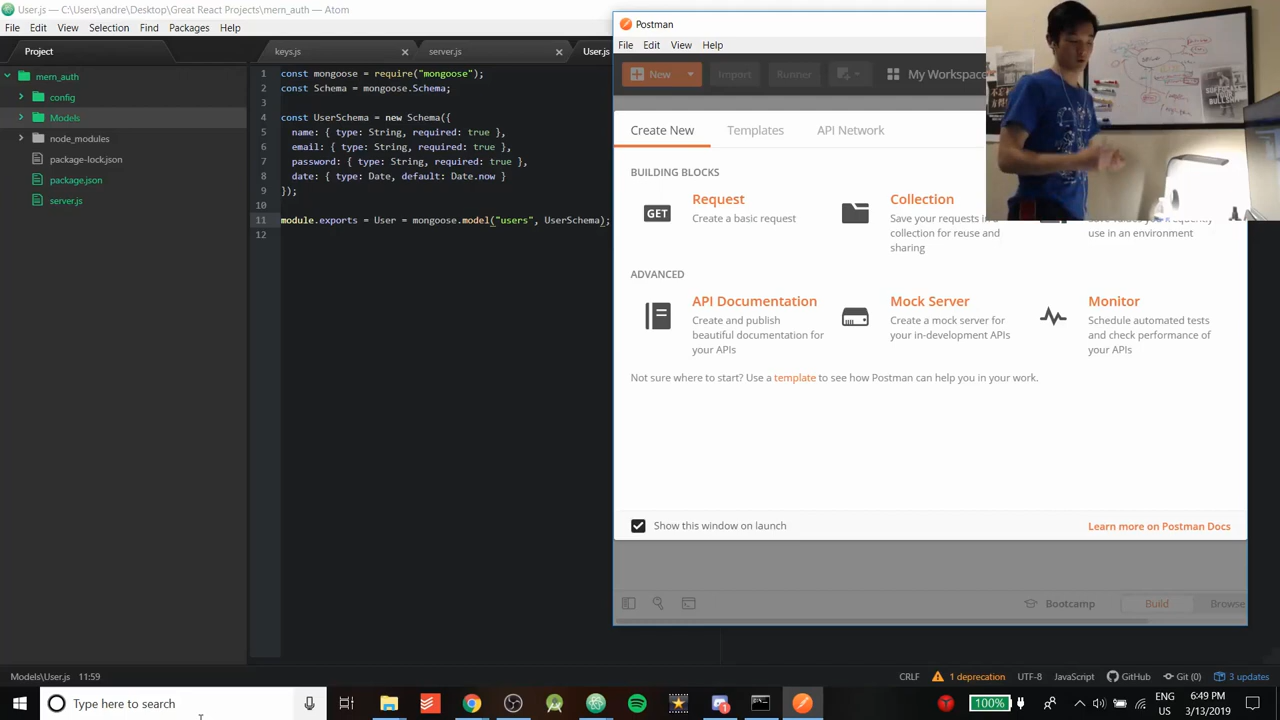 User.js — C:\Users\andre\Desktop\Great React Projects\mern_auth — Atom
File Edit View Selection Find Packages Help
Project
mern_auth
config
Models
node_modules
package-lock.json
package.json
server.js
keys.js
server.js
User.js
1 const mongoose = require("mongoose");
2 const Schema = mongoose.Schema;
3
4 const UserSchema = new Schema({
5 name: { type: String, required: true },
6 email: { type: String, required: true },
7 password: { type: String, required: true },
8 date: { type: Date, default: Date.now }
9 });
10
11 module.exports = User = mongoose.model("users", UserSchema);
12
Postman
File Edit View Help
New
Import
Runner
My Workspace
Create New
Templates
API Network
BUILDING BLOCKS
GET
Request
Create a basic request
Collection
Save your requests in a
collection for reuse and
sharing
use in an environment
ADVANCED
API Documentation
Create and publish
beautiful documentation for
your APIs
Mock Server
Create a mock server for
your in-development APIs
Monitor
Schedule automated tests
and check performance of
your APIs
Not sure where to start? Use a template to see how Postman can help you in your work.
Show this window on launch
Learn more on Postman Docs
Bootcamp
Build
Browse
Models\User.js 11:59
CRLF
1 deprecation
UTF-8
JavaScript
GitHub
Git (0)
3 updates
Type here to search
100%
ENG
US
6:49 PM
3/13/2019